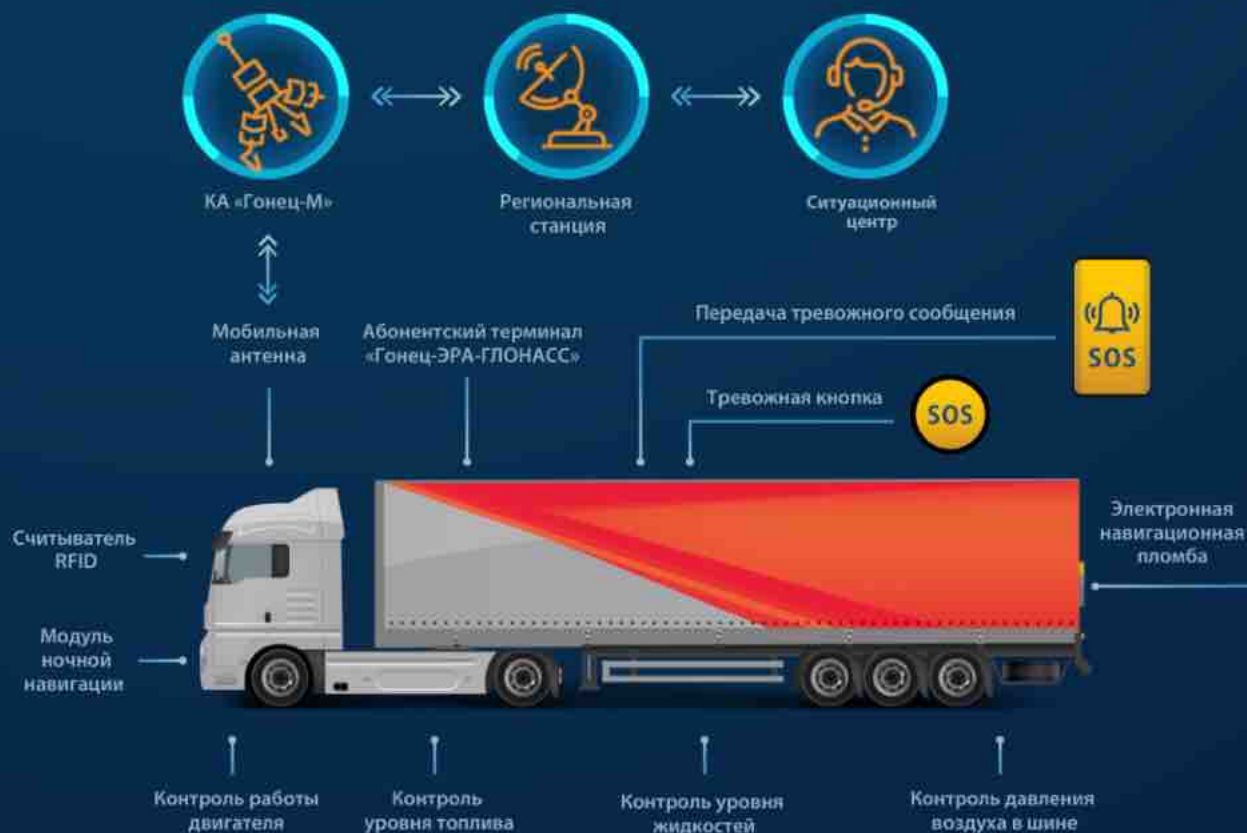 КА «Гонец-М»
Региональная
станция
Ситуационный
центр
Мобильная
антенна
Абонентский терминал
«Гонец-ЭРА-ГЛОНАСС»
Передача тревожного сообщения
SOS
Тревожная кнопка
SOS
Считыватель
RFID
Электронная
навигационная
пломба
Модуль
ночной
навигации
Контроль работы
двигателя
Контроль
уровня топлива
Контроль уровня
жидкостей
Контроль давления
воздуха в шине